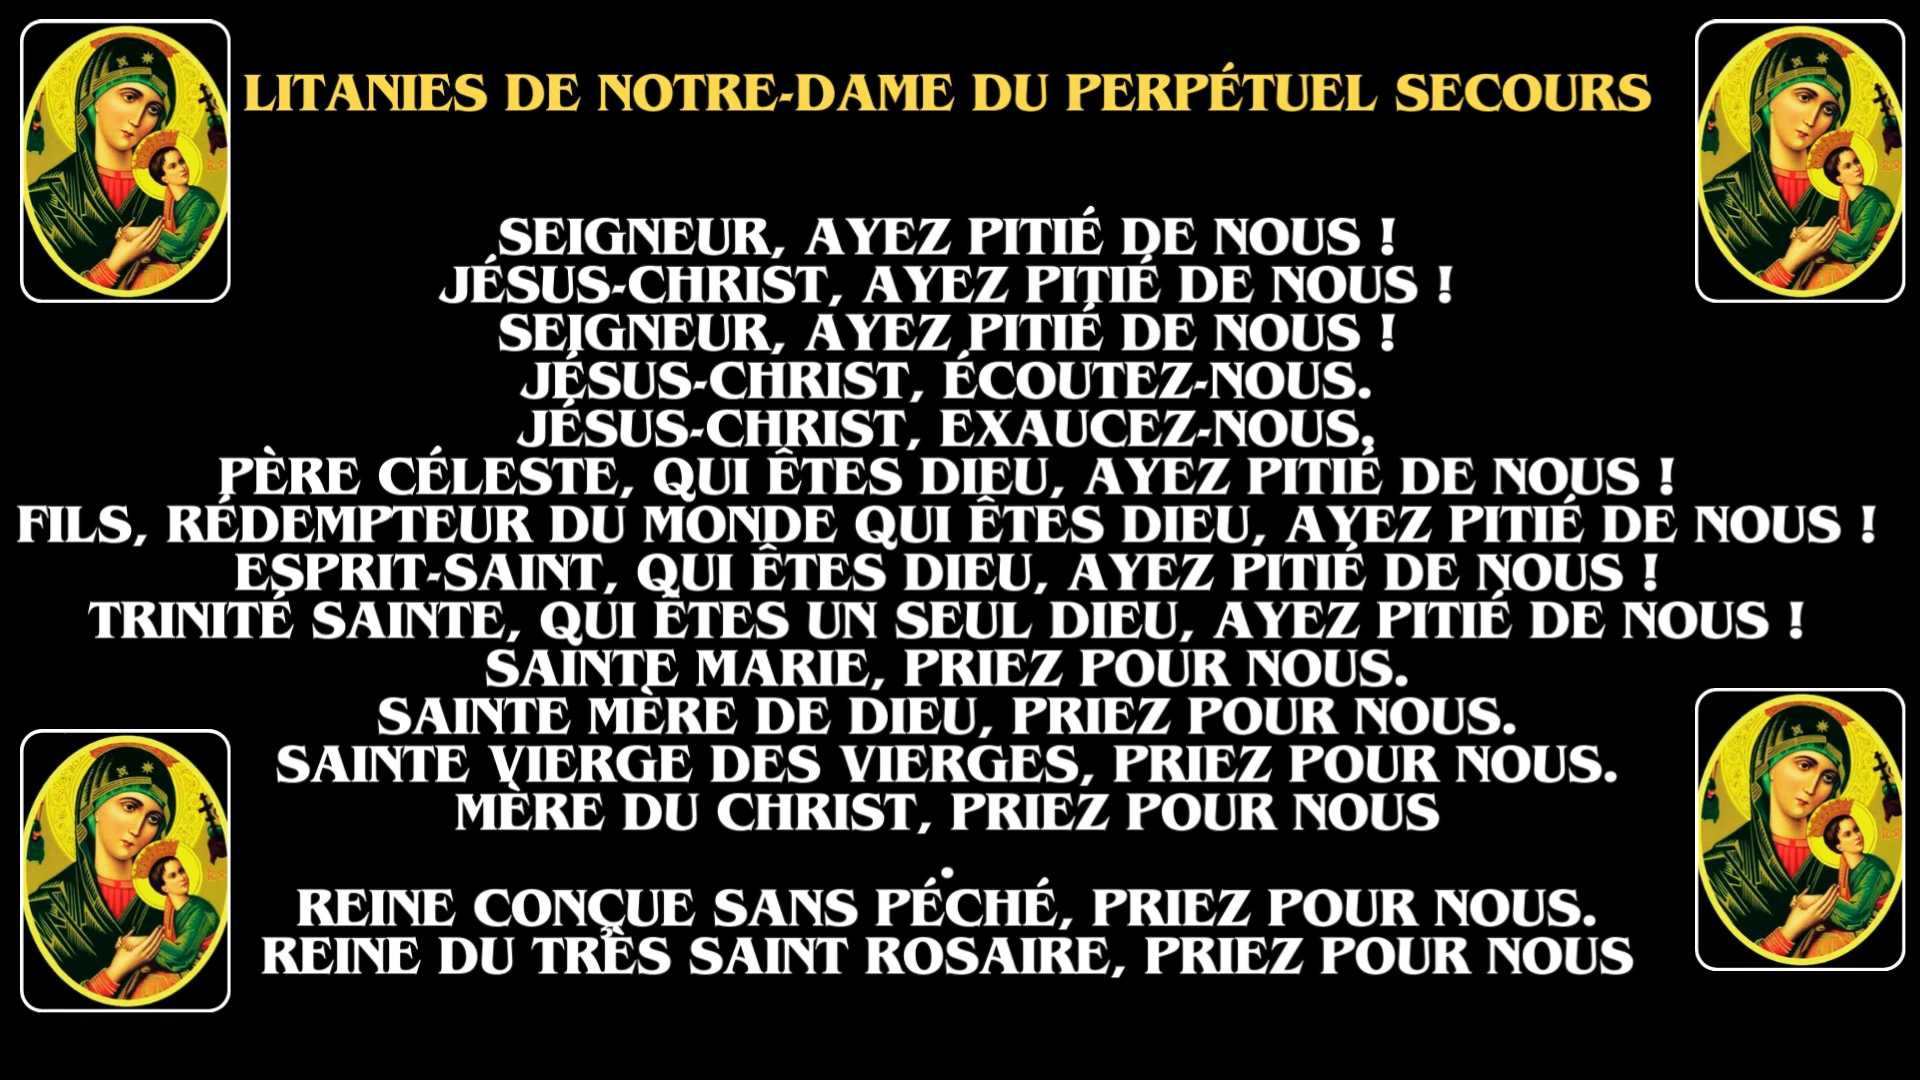 LITANIES DE NOTRE-DAME DU PERPÉTUEL SECOURS
SEIGNEUR, AYEZ PITIÉ DE NOUS !
JÉSUS-CHRIST, AYEZ PITIÉ DE NOUS !
SEIGNEUR, AYEZ PITIÉ DE NOUS !
JÉSUS-CHRIST, ÉCOUTEZ-NOUS.
JÉSUS-CHRIST, EXAUCEZ-NOUS.
PÈRE CÉLESTE, QUI ÊTES DIEU, AYEZ PITIÉ DE NOUS !
FILS, RÉDEMPTEUR DU MONDE QUI ÊTES DIEU, AYEZ PITIÉ DE NOUS !
ESPRIT-SAINT, QUI ÊTES DIEU, AYEZ PITIÉ DE NOUS !
TRINITÉ SAINTE, QUI ÊTES UN SEUL DIEU, AYEZ PITIÉ DE NOUS !
SAINTE MARIE, PRIEZ POUR NOUS.
SAINTE MÈRE DE DIEU, PRIEZ POUR NOUS.
SAINTE VIERGE DES VIERGES, PRIEZ POUR NOUS.
MÈRE DU CHRIST, PRIEZ POUR NOUS
.
REINE CONÇUE SANS PÉCHÉ, PRIEZ POUR NOUS.
REINE DU TRÈS SAINT ROSAIRE, PRIEZ POUR NOUS